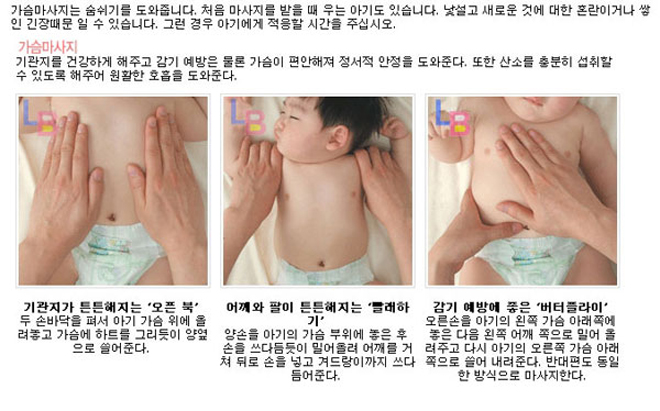 가슴마사지는 숨쉬기를 도와줍니다. 처음 마사지를 받을 때 우는 아기도 있습니다. 낯설고 새로운 것에 대한 혼란이거나 쌓
인 긴장때문 일 수 있습니다. 그런 경우 아기에게 적응할 시간을 주십시오.
가슴마사지
기관지를 건강하게 해주고 감기 예방은 물론 가슴이 편안해져 정서적 안정을 도와준다. 또한 산소를 충분히 섭취할
수 있도록 해주어 원활한 호흡을 도와준다.
LB
LB
LB
기관지가 튼튼해지는 '오픈 북'
두 손바닥을 펴서 아기 가슴 위에 올
려놓고 가슴에 하트를 그리듯이 양옆
으로 쓸어준다.
어깨와 팔이 튼튼해지는 '빨래하
기'
양손을 아기의 가슴 부위에 놓은 후
손을 쓰다듬듯이 밀어올려 어깨를 거
쳐 뒤로 손을 넣고 겨드랑이까지 쓰다
듬어준다.
감기 예방에 좋은 '버터플라이'
오른손을 아기의 왼쪽 가슴 아래쪽에
놓은 다음 왼쪽 어깨 쪽으로 밀어 올
려주고 다시 아기의 오른쪽 가슴 아래
쪽으로 쓸어 내려준다. 반대편도 동일
한 방식으로 마사지한다.